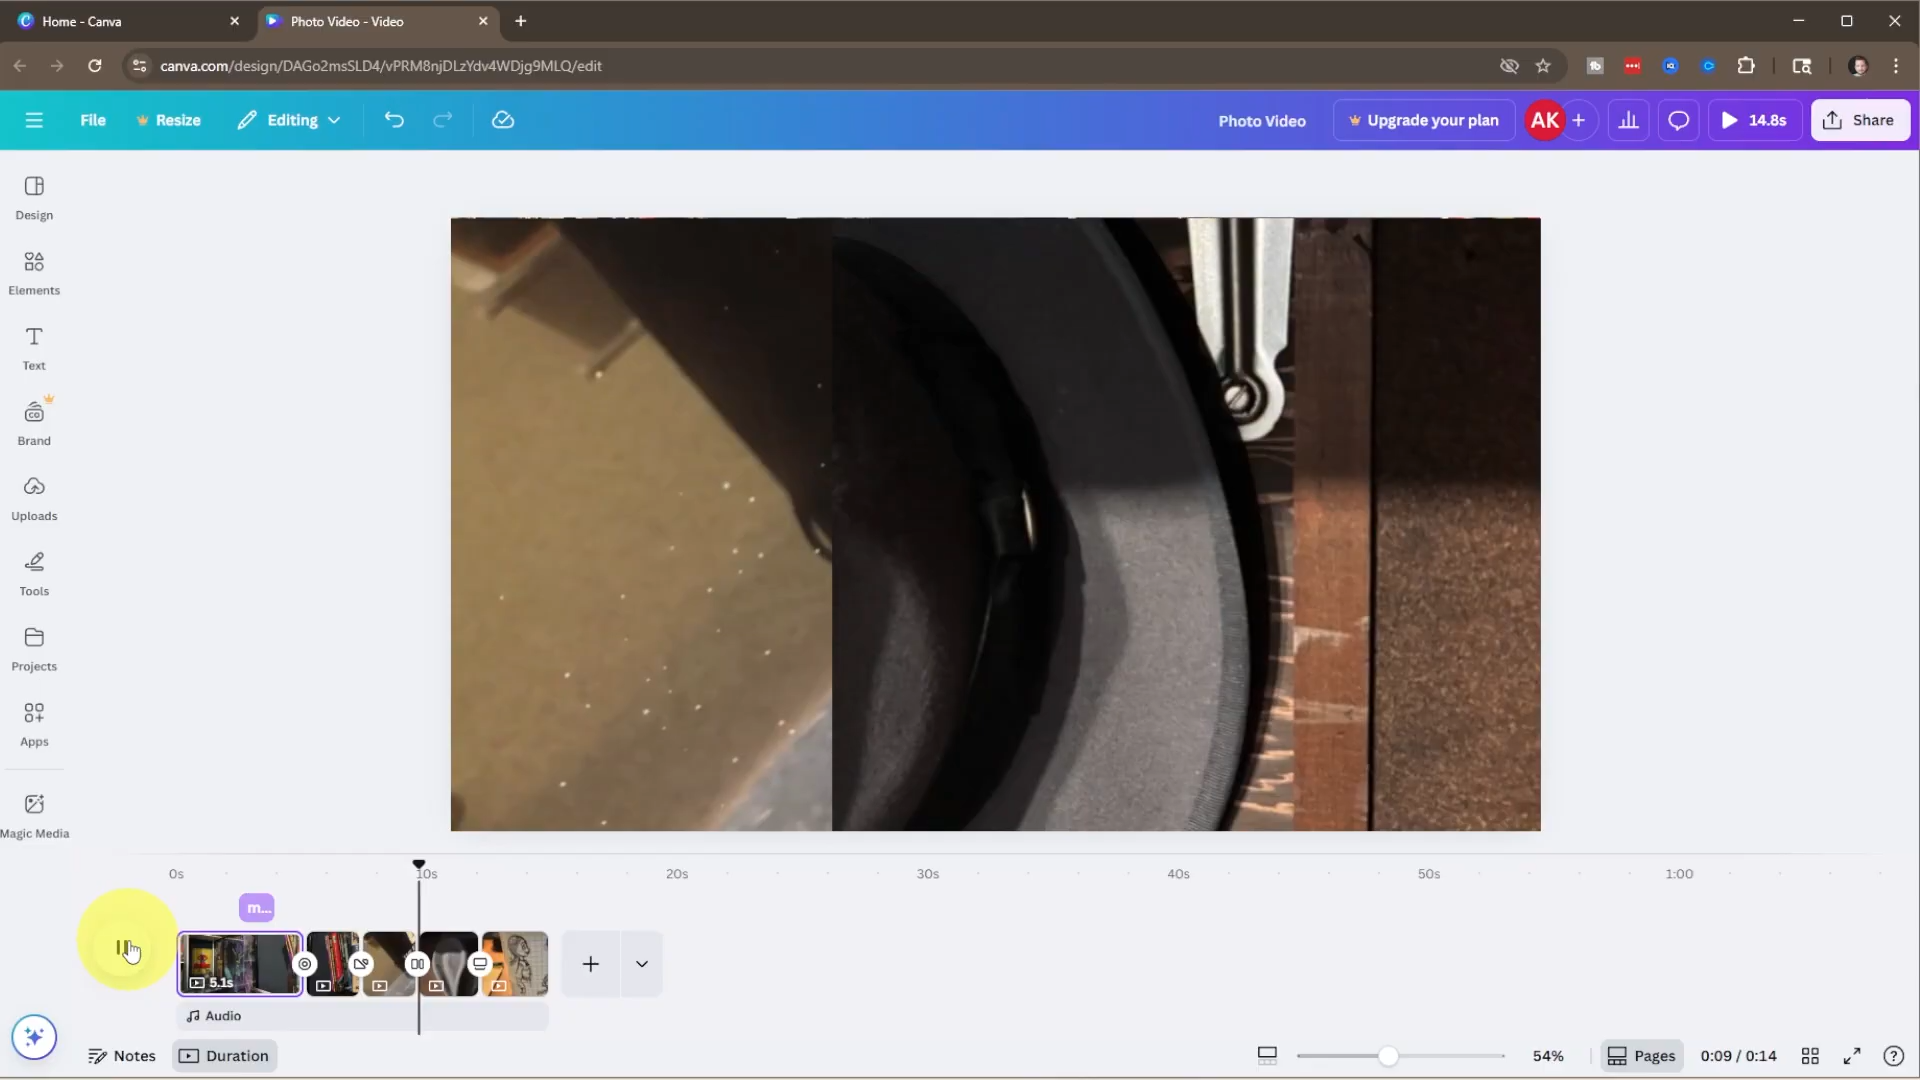 Home - Canva
Photo Video - Video
canva.com/design/DAGo2msSLD4/vPRM8njDLzYdv4WDjg9MLQ/edit
File
Resize
Editing
Photo Video
Upgrade your plan
AK
14.8s
Share
Design
Elements
Text
Brand
Uploads
Tools
Projects
Apps
Magic Media
0s
10s
20s
30s
40s
50s
1:00
m...
5.1s
Audio
Notes
Duration
54%
Pages
0:09 / 0:14